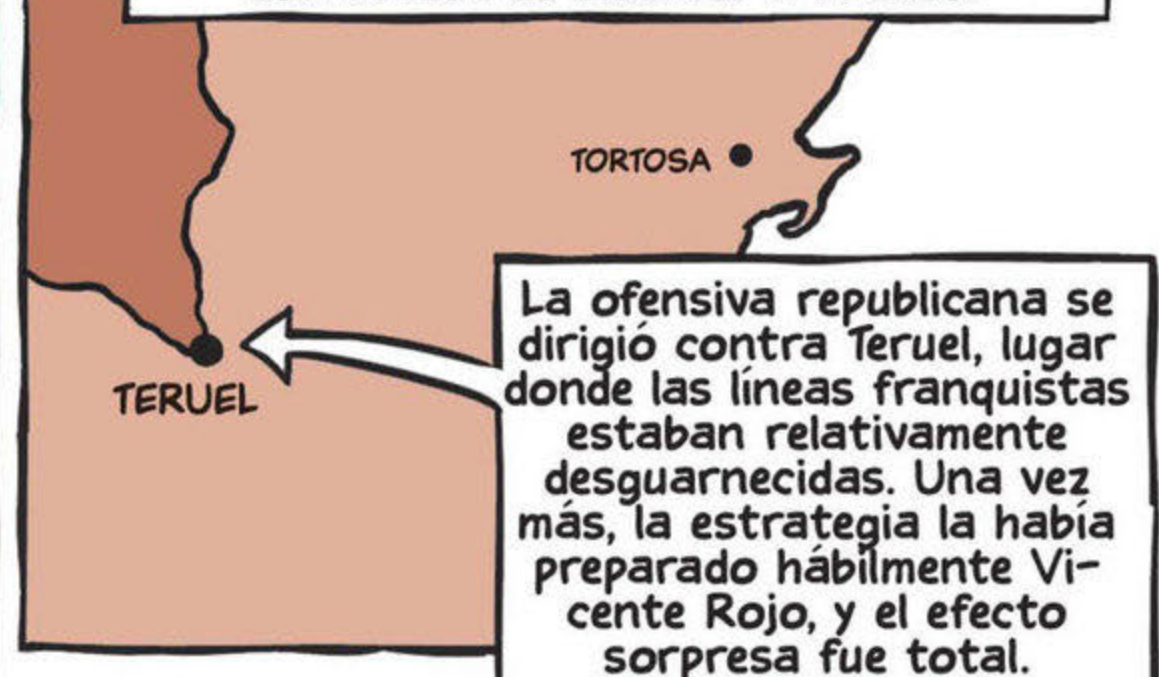 TORTOSA
TERUEL
La ofensiva republicana se
dirigió contra Teruel, lugar
donde las líneas franquistas
estaban relativamente
desguarnecidas. Una vez
más, la estrategia la había
preparado hábilmente Vi-
cente Rojo, y el efecto
sorpresa fue total.